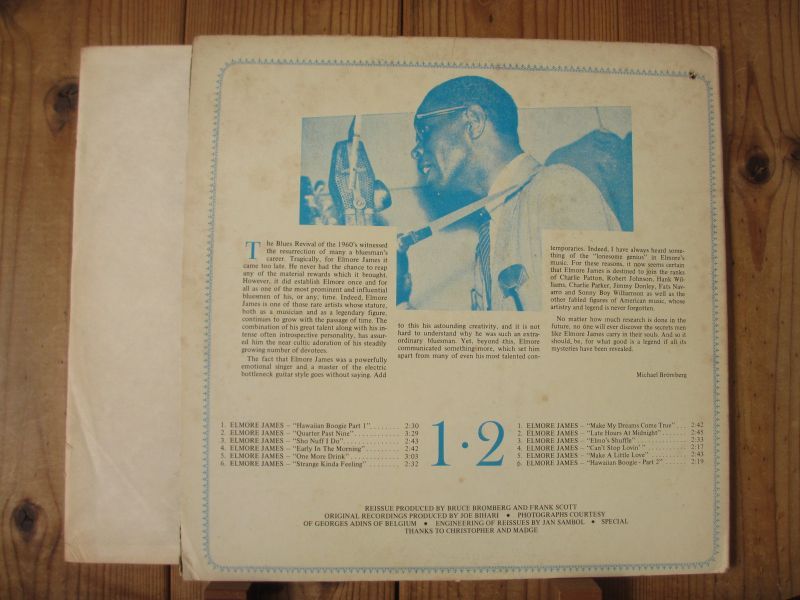 The Blues Revival of the 1960's witnessed
the resurrection of many a bluesman's
career. Tragically, for Elmore James it
came too late. He never had the chance to reap
any of the material rewards which it brought.
However, it did establish Elmore once and for
all as one of the most prominent and influential
bluesmen of his, or any, time. Indeed, Elmore
James is one of those rare artists whose stature,
both as a musician and as a legendary figure,
continues to grow with the passage of time. The
combination of his great talent along with his in-
tense often introspective personality, has assur-
ed him the near cultic adoration of his steadily
growing number of devotees.
The fact that Elmore James was a powerfully
emotional singer and a master of the electric
bottleneck guitar style goes without saying. Add
to this his astounding creativity, and it is not
hard to understand why he was such an extra-
ordinary bluesman. Yet, beyond this, Elmore
communicated something more, which set him
apart from many of even his most talented con-
temporaries. Indeed, I have always heard some-
thing of the "lonesome genius" in Elmore's
music. For these reasons, it now seems certain
that Elmore James is destined to join the ranks
of Charlie Patton, Robert Johnson, Hank Wil-
liams, Charlie Parker, Jimmy Donley, Fats Nav-
arro and Sonny Boy Williamson as well as the
other fabled figures of American music, whose
artistry and legend is never forgotten.
No matter how much research is done in the
future, no one will ever discover the secrets men
like Elmore James carry in their souls. And so it
should, be, for what good is a legend if all its
mysteries have been revealed.
Michael Bromberg
1. ELMORE JAMES – "Hawaiian Boogie Part 1" 2:30
2. ELMORE JAMES – "Quarter Past Nine" 3:29
3. ELMORE JAMES – "Sho Nuff I Do" 2:43
4. ELMORE JAMES – "Early In The Morning" 2:42
5. ELMORE JAMES – "One More Drink" 3:03
6. ELMORE JAMES – "Strange Kinda Feeling" 2:32
1·2
1. ELMORE JAMES – "Make My Dreams Come True" 2:42
2. ELMORE JAMES – "Late Hours At Midnight" 2:45
3. ELMORE JAMES – "Elmo's Shuffle" 2:33
4. ELMORE JAMES – "Can't Stop Lovin'" 2:17
5. ELMORE JAMES – "Make A Little Love" 2:43
6. ELMORE JAMES – "Hawaiian Boogie - Part 2" 2:19
REISSUE PRODUCED BY BRUCE BROMBERG AND FRANK SCOTT
ORIGINAL RECORDINGS PRODUCED BY JOE BIHARI • PHOTOGRAPHS COURTESY
OF GEORGES ADINS OF BELGIUM • ENGINEERING OF REISSUES BY JAN SAMBOL • SPECIAL
THANKS TO CHRISTOPHER AND MADGE